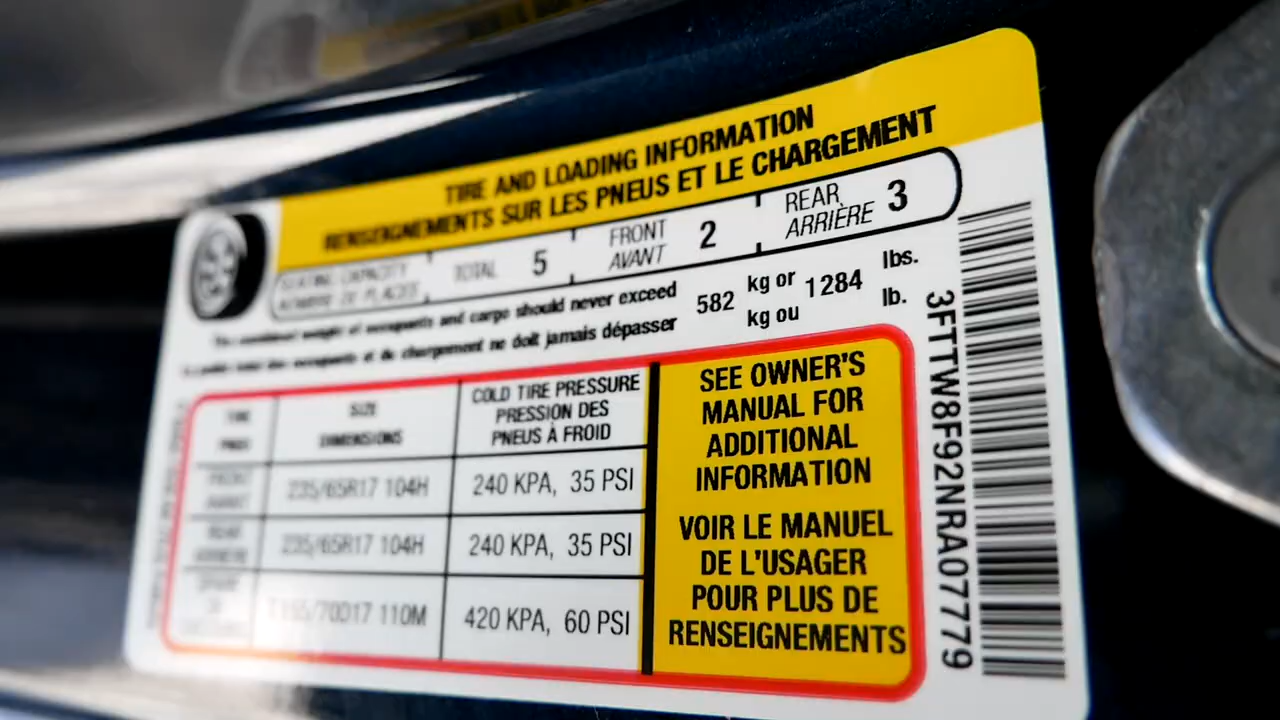 TIRE AND LOADING INFORMATION
RENSEIGNEMENTS SUR LES PNEUS ET LE CHARGEMENT
SEATING CAPACITY TOTAL 5 FRONT 2 REAR 3
NOMBRE DE PLACES AVANT ARRIÈRE
The combined weight of occupants and cargo should never exceed 582 kg or 1284 lbs.
Le poids total des occupants et du chargement ne doit jamais dépasser kg ou lb.
TIRE SIZE COLD TIRE PRESSURE
PNEU DIMENSIONS PRESSION DES
PNEUS À FROID
FRONT 235/65R17 104H 240 KPA, 35 PSI
AVANT
REAR 235/65R17 104H 240 KPA, 35 PSI
ARRIÈRE
70D17 110M 420 KPA, 60 PSI
SEE OWNER'S
MANUAL FOR
ADDITIONAL
INFORMATION
VOIR LE MANUEL
DE L'USAGER
POUR PLUS DE
RENSEIGNEMENTS
3FTTW8F92NRA07779